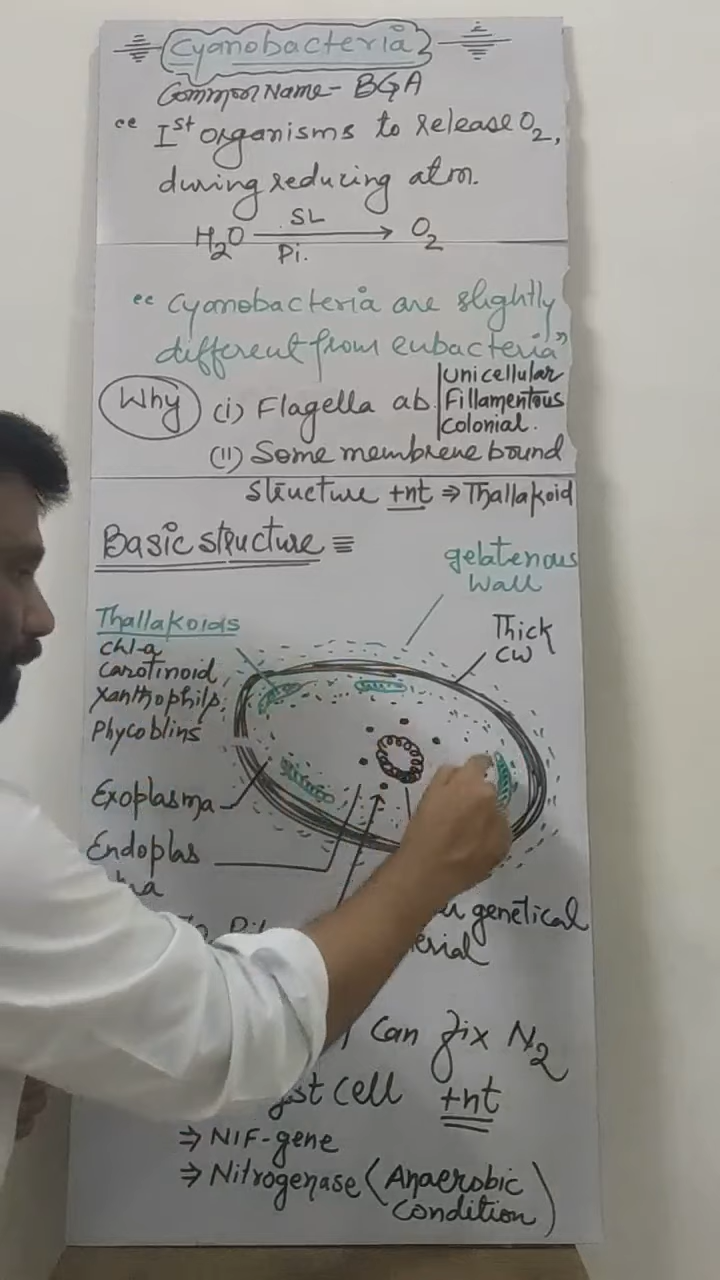 Cyanobacteria
Common Name- BGA
“ Ist organisms to release O2,
during reducing atm.
H2O SL Pi. → O2
“ Cyanobacteria are slightly
different from eubacteria”
Why (i) Flagella ab. Unicellular
Fillamentous
Colonial.
(II) Some membrene bound
structure +nt ⇒ Thallakoid
Basic structure ≡
gelatenous
wall
Thick
CW
Thallakoids
chl-a
Carotinoid,
Xanthophils,
Phycoblins
Exoplasma
Endoplas
ma
genetical
erial
can fix N2
st cell +nt
⇒ NIF-gene
⇒ Nitrogenase (Anaerobic
condition)